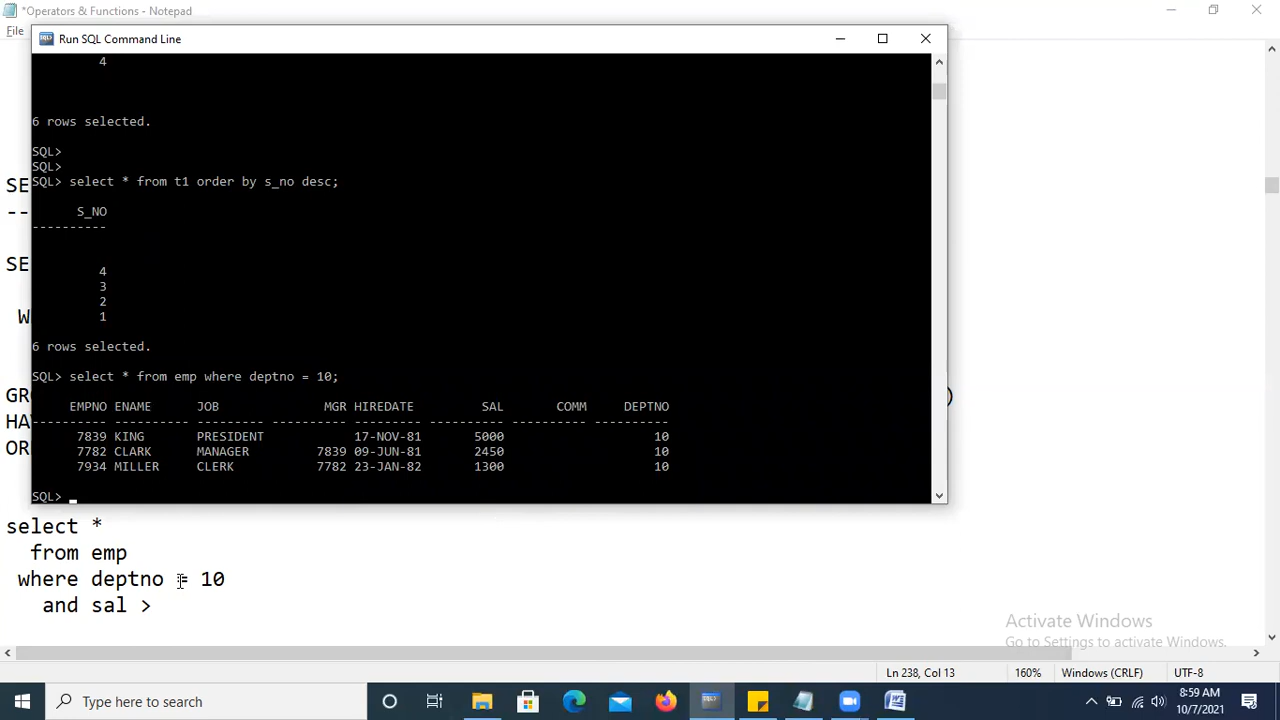 *Operators & Functions - Notepad
File
Run SQL Command Line
4
6 rows selected.
SQL>
SQL>
SQL> select * from t1 order by s_no desc;
S_NO
----------
4
3
2
1
6 rows selected.
SQL> select * from emp where deptno = 10;
EMPNO ENAME JOB MGR HIREDATE SAL COMM DEPTNO
---------- ---------- --------- ---------- --------- ---------- ---------- ----------
7839 KING PRESIDENT 17-NOV-81 5000 10
7782 CLARK MANAGER 7839 09-JUN-81 2450 10
7934 MILLER CLERK 7782 23-JAN-82 1300 10
SQL>
SE
--
SE
W
GR
)
HA
OR
select *
from emp
where deptno = 10
and sal >
Activate Windows
Go to Settings to activate Windows.
Ln 238, Col 13 160% Windows (CRLF) UTF-8
Type here to search
8:59 AM
10/7/2021